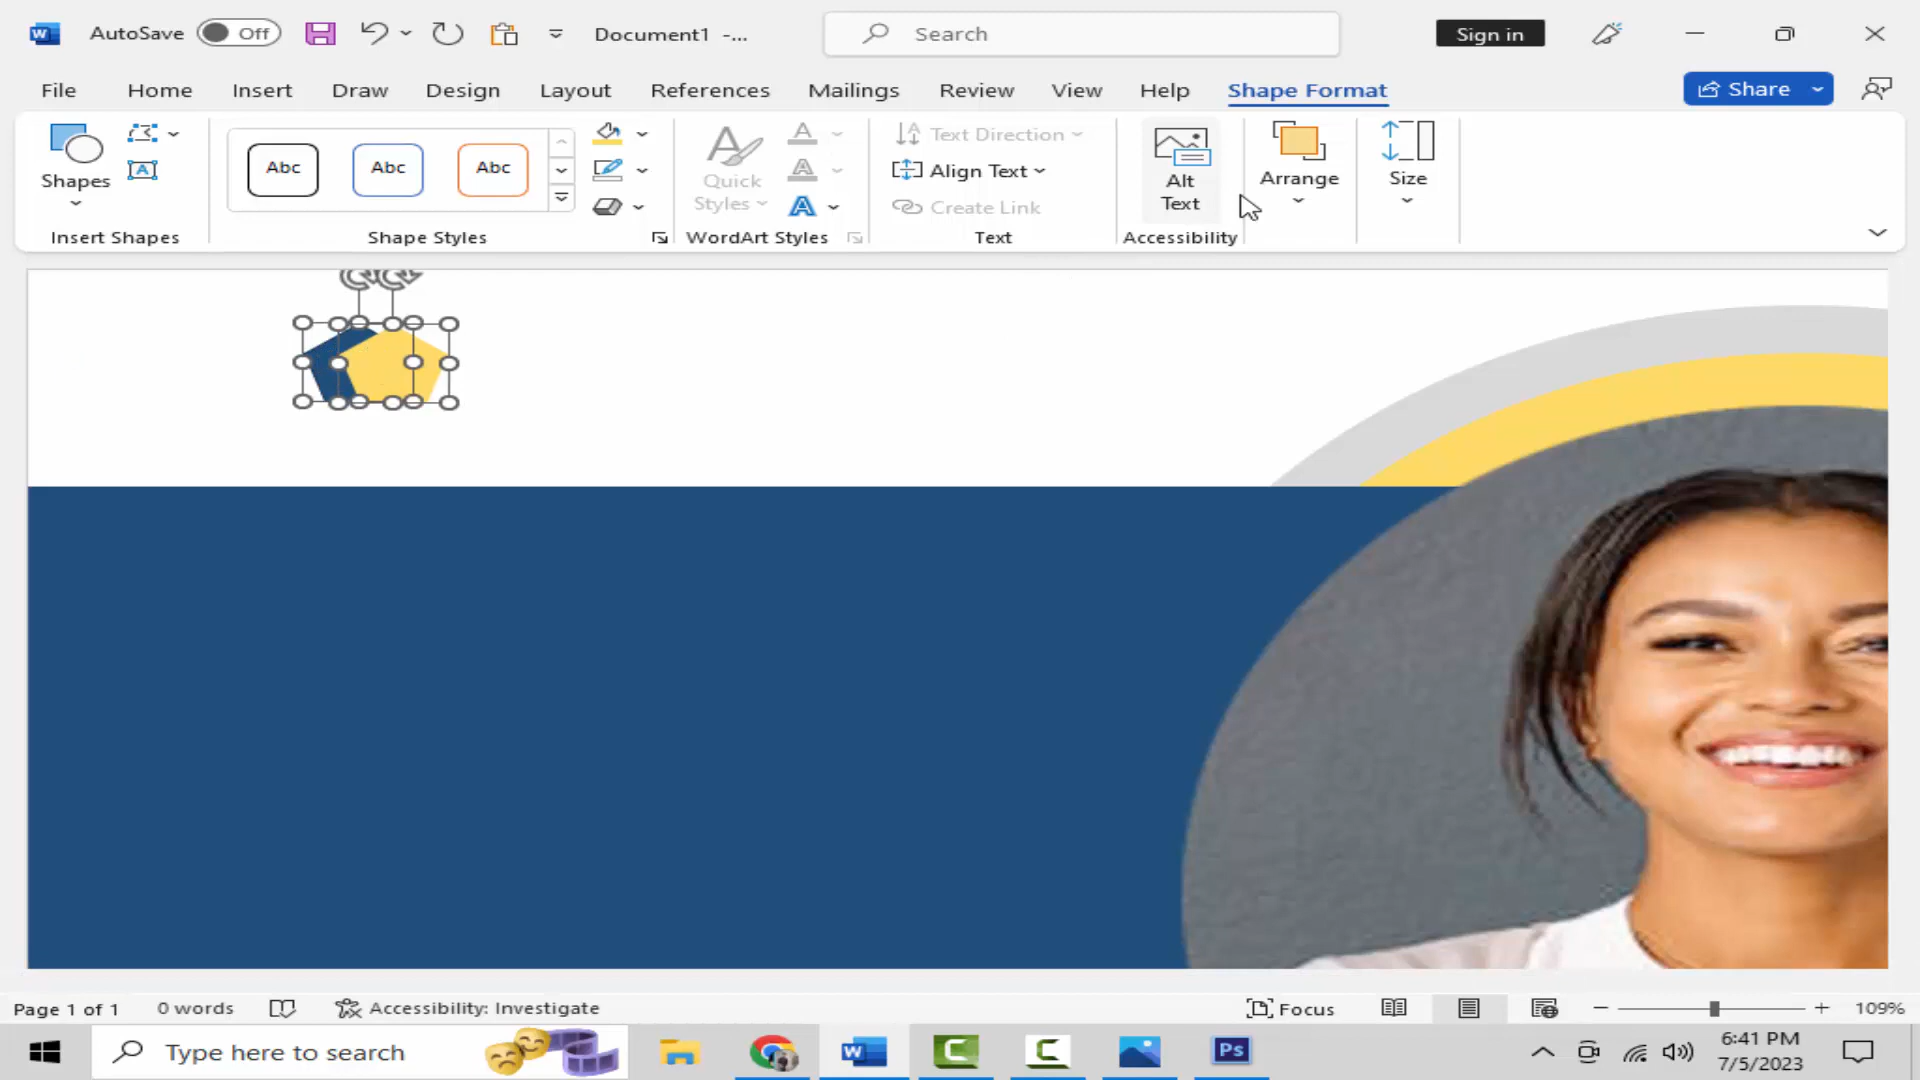 AutoSave Off Document1 -... Search Sign in
File Home Insert Draw Design Layout References Mailings Review View Help Shape Format Share
Shapes
Insert Shapes
Abc Abc Abc
Shape Styles
Quick
Styles
WordArt Styles
Text Direction
Align Text
Create Link
Text
Alt
Text
Accessibility
Arrange
Size
Page 1 of 1 0 words Accessibility: Investigate Focus 109%
Type here to search
Ps
6:41 PM
7/5/2023